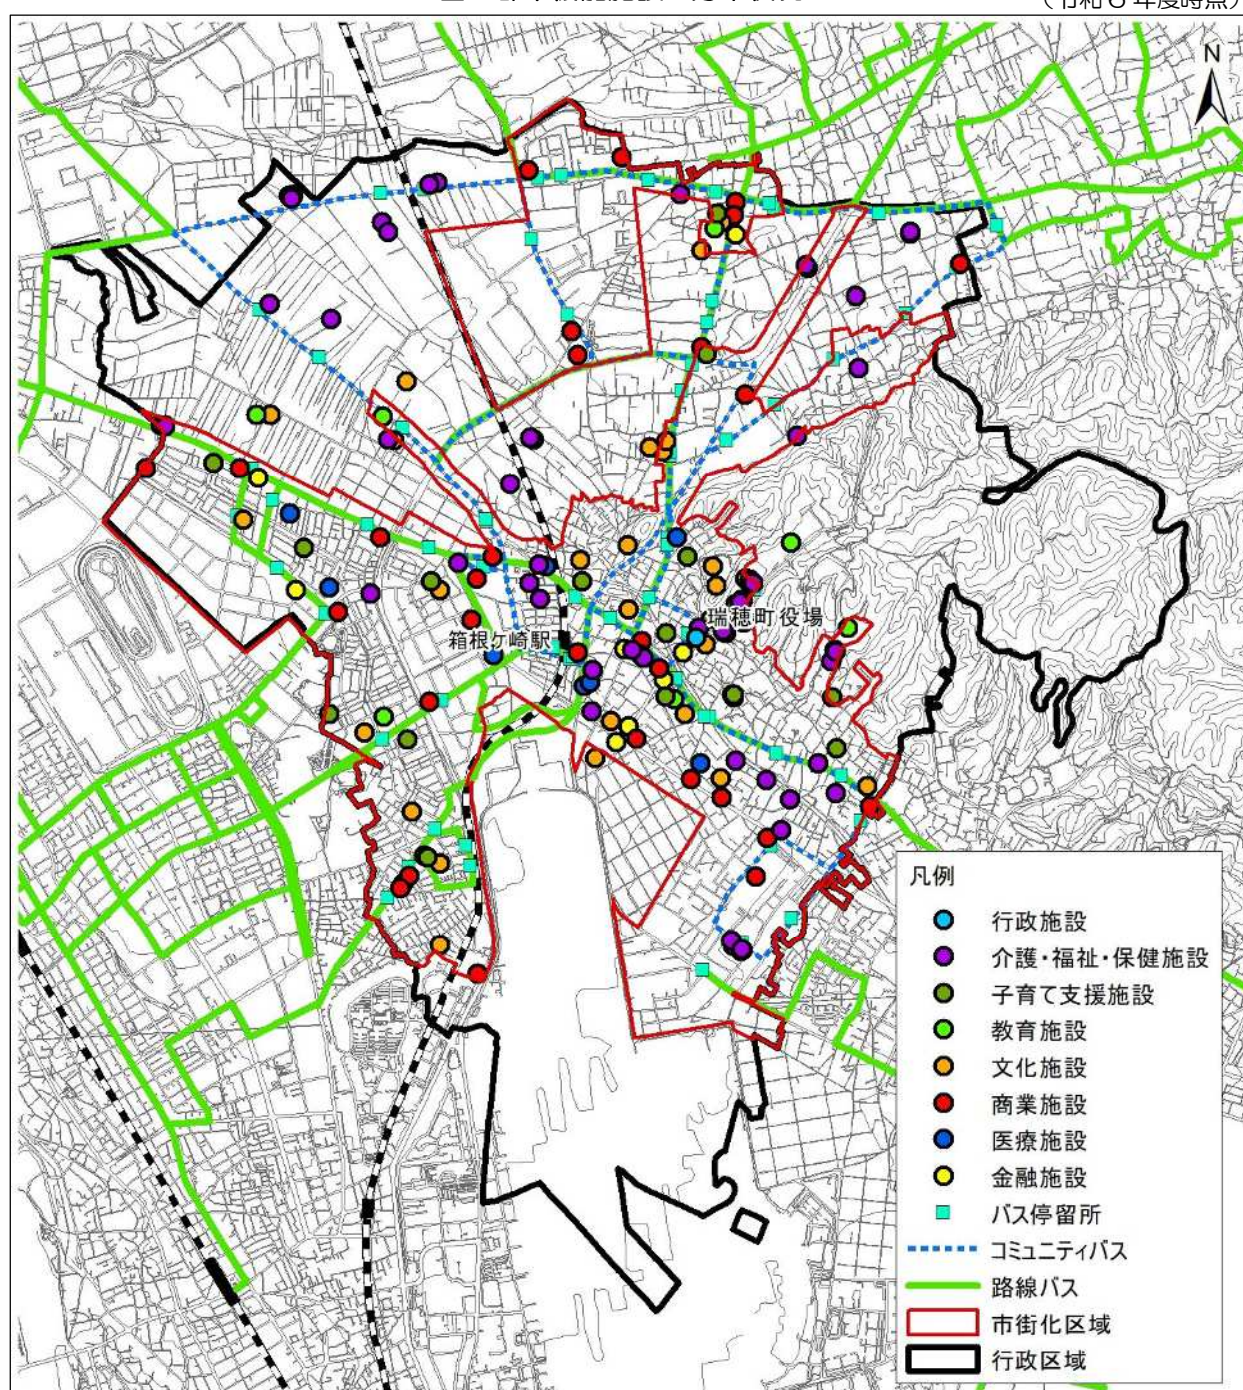 (令和6年度時点)
N
瑞穂町役場
箱根ケ崎駅
凡例
行政施設
介護・福祉・保健施設
子育て支援施設
教育施設
文化施設
商業施設
医療施設
金融施設
バス停留所
コミュニティバス
路線バス
市街化区域
行政区域